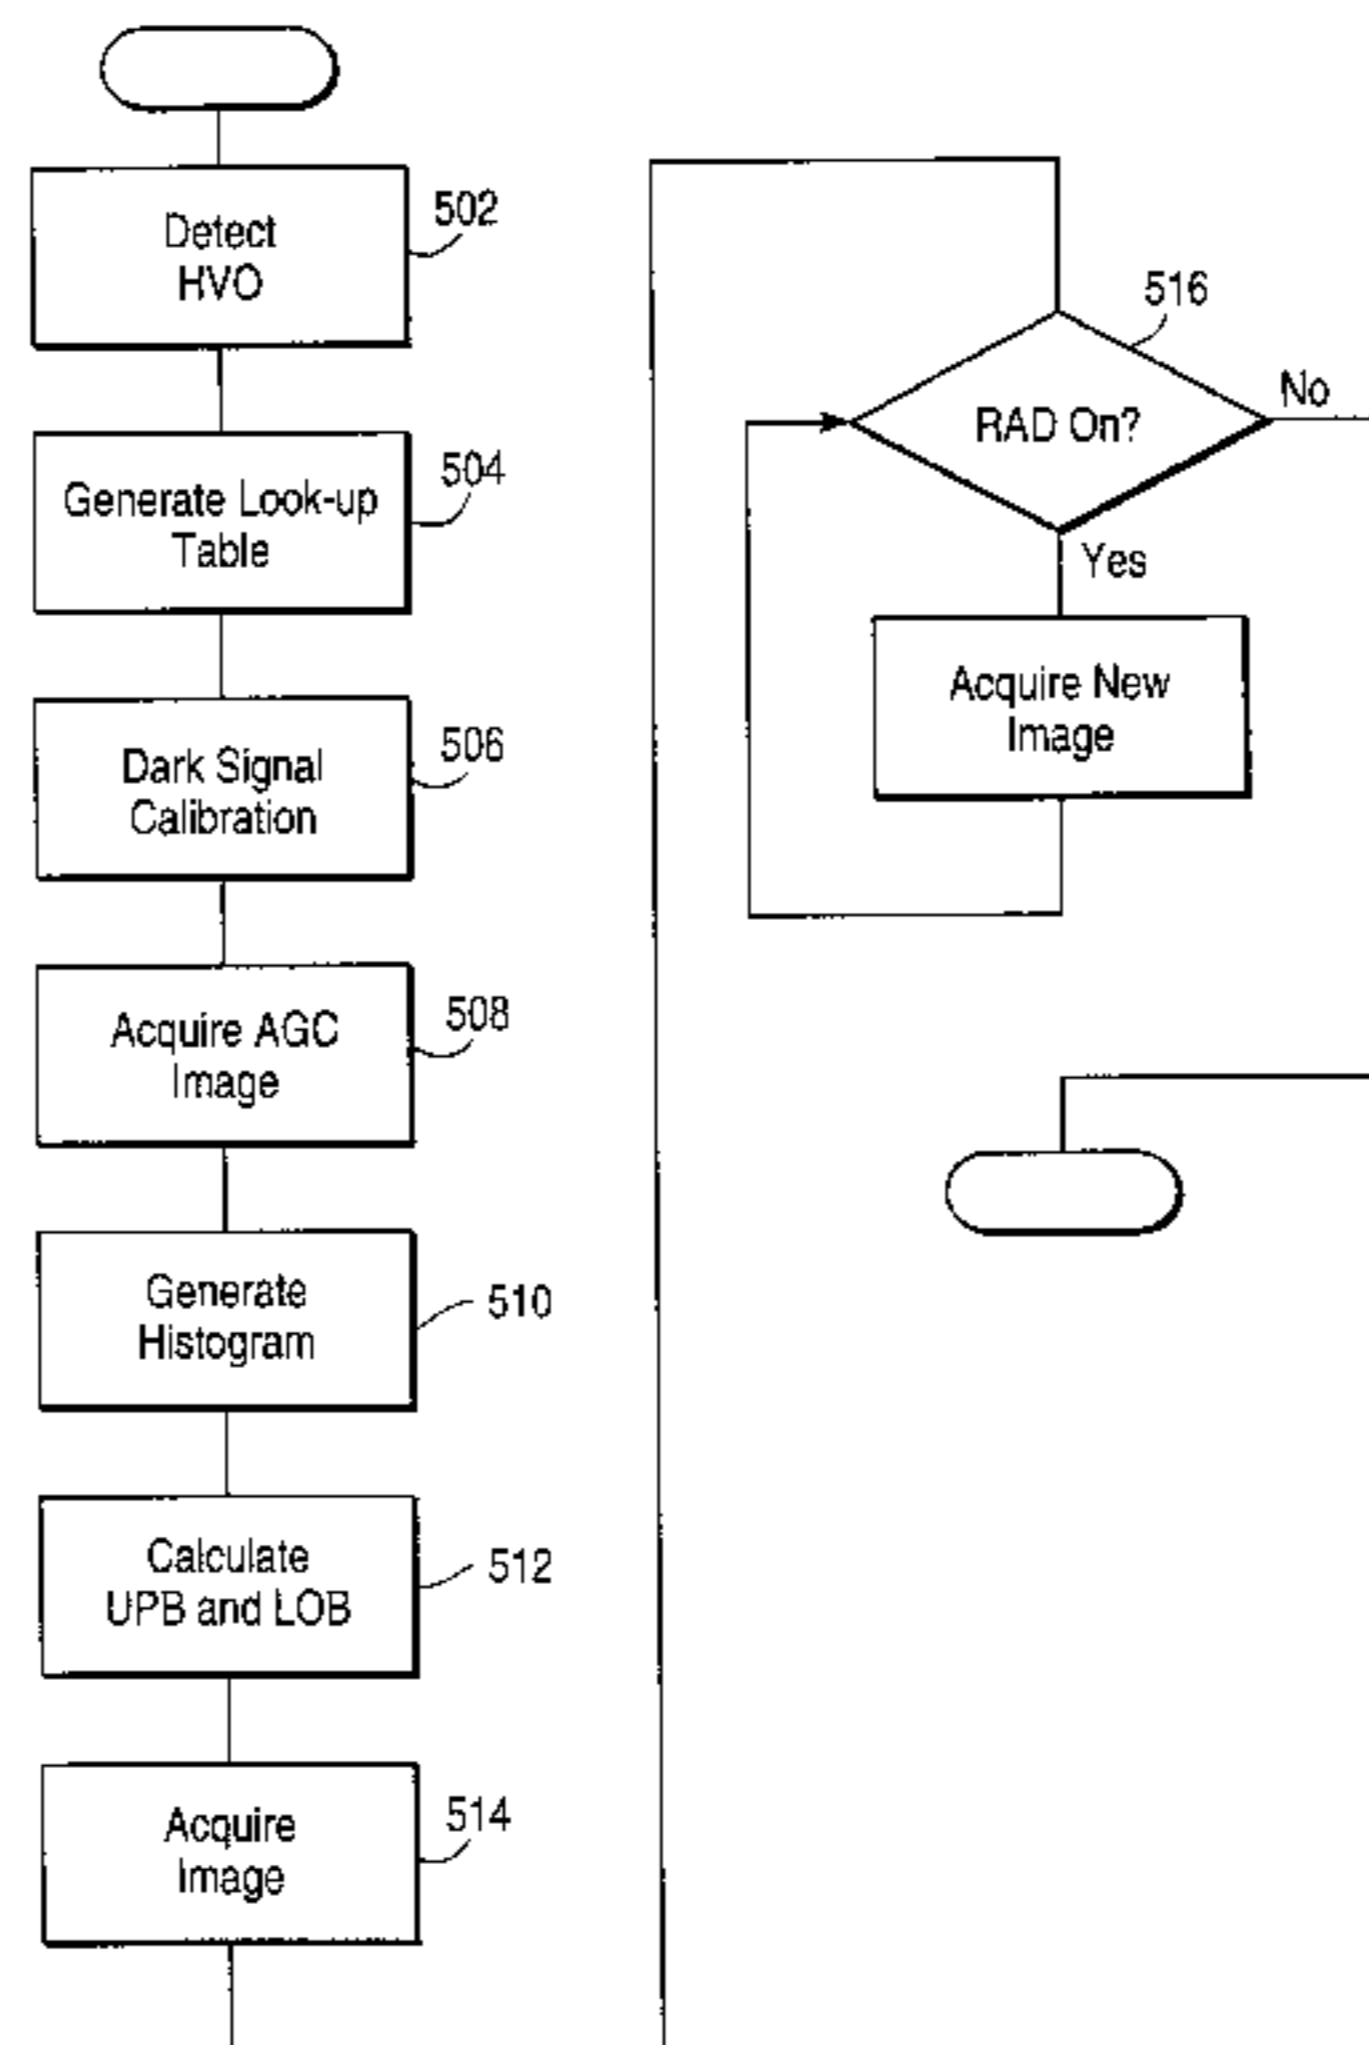 Detect
HVO
502
Generate Look-up
Table
504
Dark Signal
Calibration
506
Acquire AGC
Image
508
Generate
Histogram
510
Calculate
UPB and LOB
512
Acquire
Image
514
516
RAD On?
No
Yes
Acquire New
Image